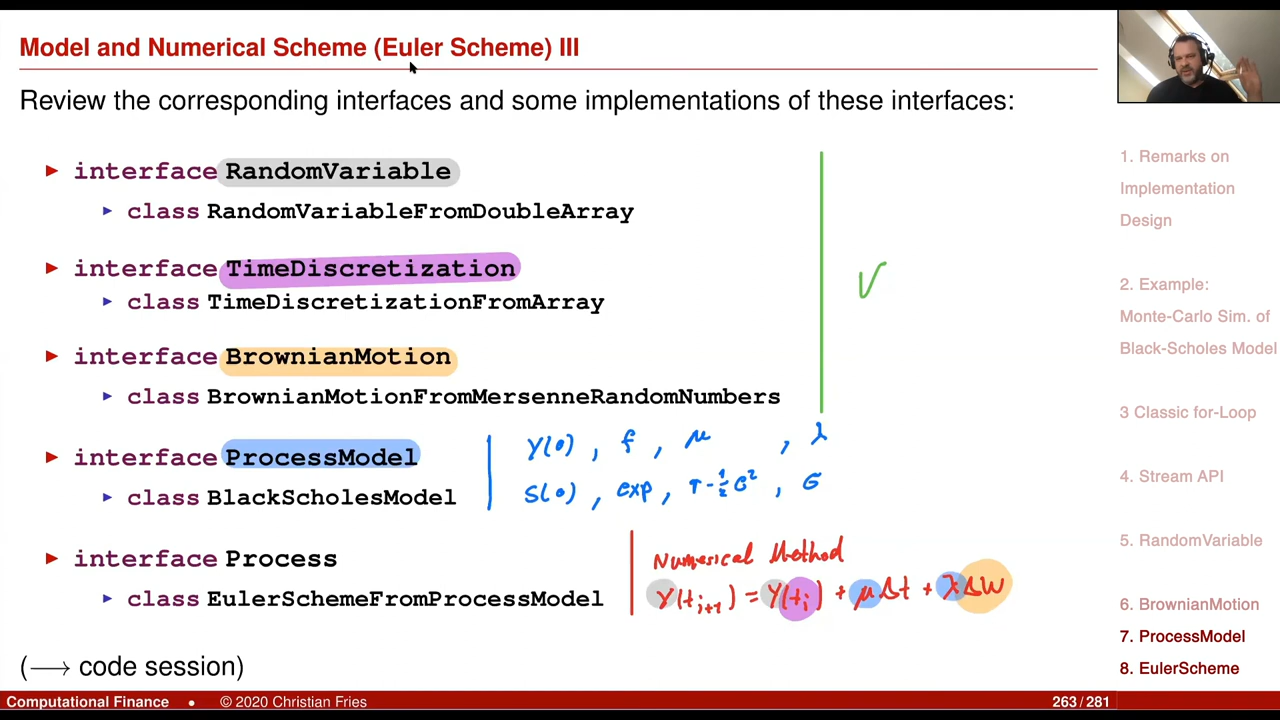 Model and Numerical Scheme (Euler Scheme) III
Review the corresponding interfaces and some implementations of these interfaces:
interface RandomVariable
class RandomVariableFromDoubleArray
interface TimeDiscretization
class TimeDiscretizationFromArray
interface BrownianMotion
class BrownianMotionFromMersenneRandomNumbers
interface ProcessModel
Y(0), f, μ, λ
class BlackScholesModel
S(0), exp, r-½σ², σ
interface Process
Numerical Method
class EulerSchemeFromProcessModel
Y(t_{i+1}) = Y(t_i) + μΔt + λΔW
(⟶ code session)
1. Remarks on
Implementation
Design
2. Example:
Monte-Carlo Sim. of
Black-Scholes Model
3 Classic for-Loop
4. Stream API
5. RandomVariable
6. BrownianMotion
7. ProcessModel
8. EulerScheme
Computational Finance • © 2020 Christian Fries 263 / 281